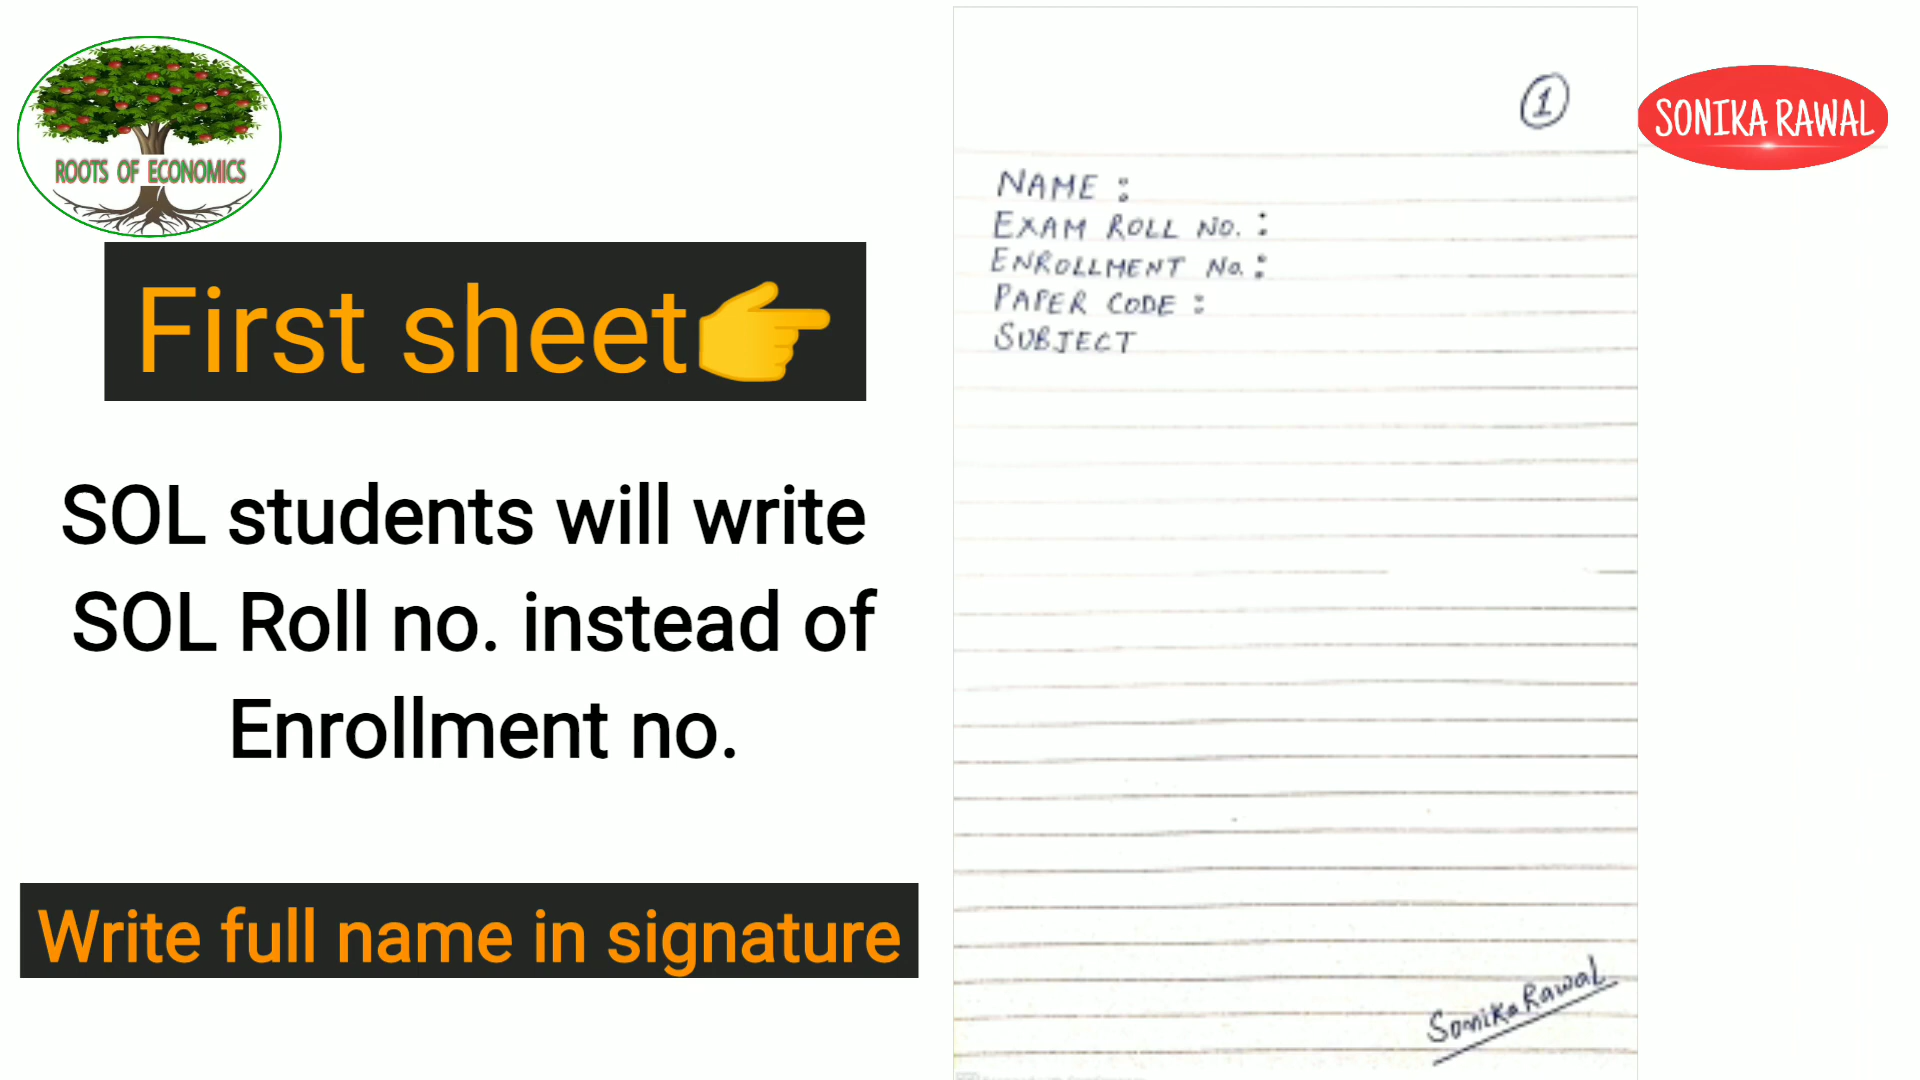 ROOTS OF ECONOMICS
First sheet👉
SOL students will write
SOL Roll no. instead of
Enrollment no.
Write full name in signature
1
NAME :
EXAM ROLL NO. :
ENROLLMENT No. :
PAPER CODE :
SUBJECT
Sonika Rawal
SONIKA RAWAL